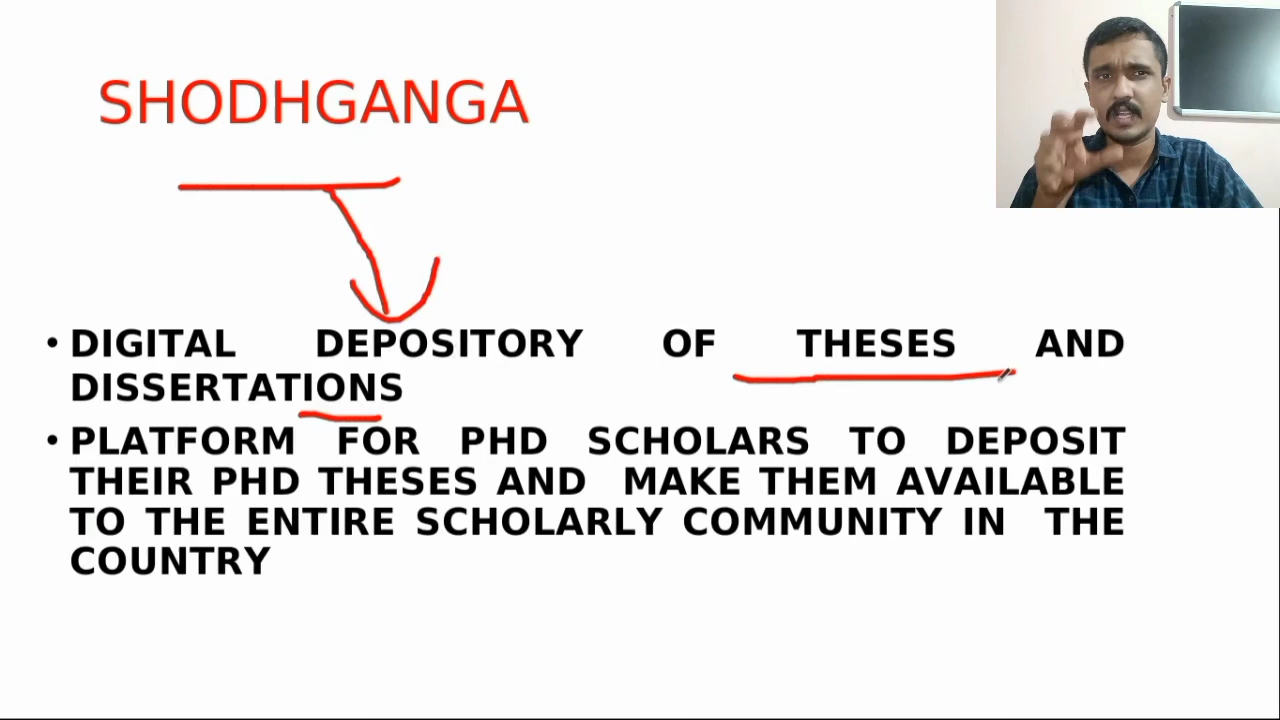 SHODHGANGA
• DIGITAL DEPOSITORY OF THESES AND
DISSERTATIONS
• PLATFORM FOR PHD SCHOLARS TO DEPOSIT
THEIR PHD THESES AND MAKE THEM AVAILABLE
TO THE ENTIRE SCHOLARLY COMMUNITY IN THE
COUNTRY